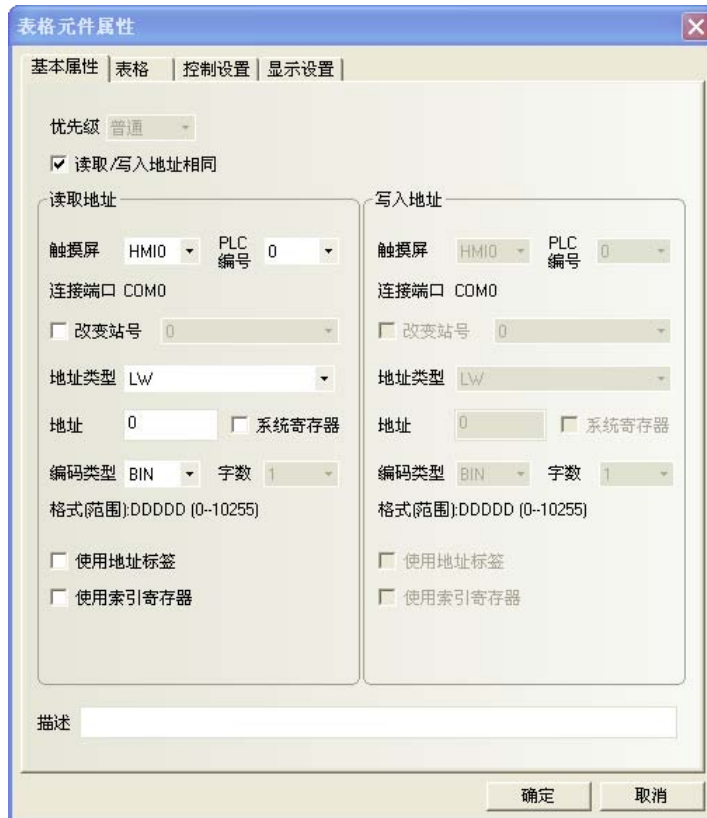 表格元件属性
基本属性 表格 控制设置 显示设置
优先级 普通
读取/写入地址相同
读取地址
触摸屏 HMI0 PLC编号 0
连接端口 COM0
改变站号 0
地址类型 LW
地址 0 系统寄存器
编码类型 BIN 字数 1
格式(范围):DDDDD (0--10255)
使用地址标签
使用索引寄存器
写入地址
触摸屏 HMI0 PLC编号 0
连接端口 COM0
改变站号 0
地址类型 LW
地址 0 系统寄存器
编码类型 BIN 字数 1
格式(范围):DDDDD (0--10255)
使用地址标签
使用索引寄存器
描述
确定 取消